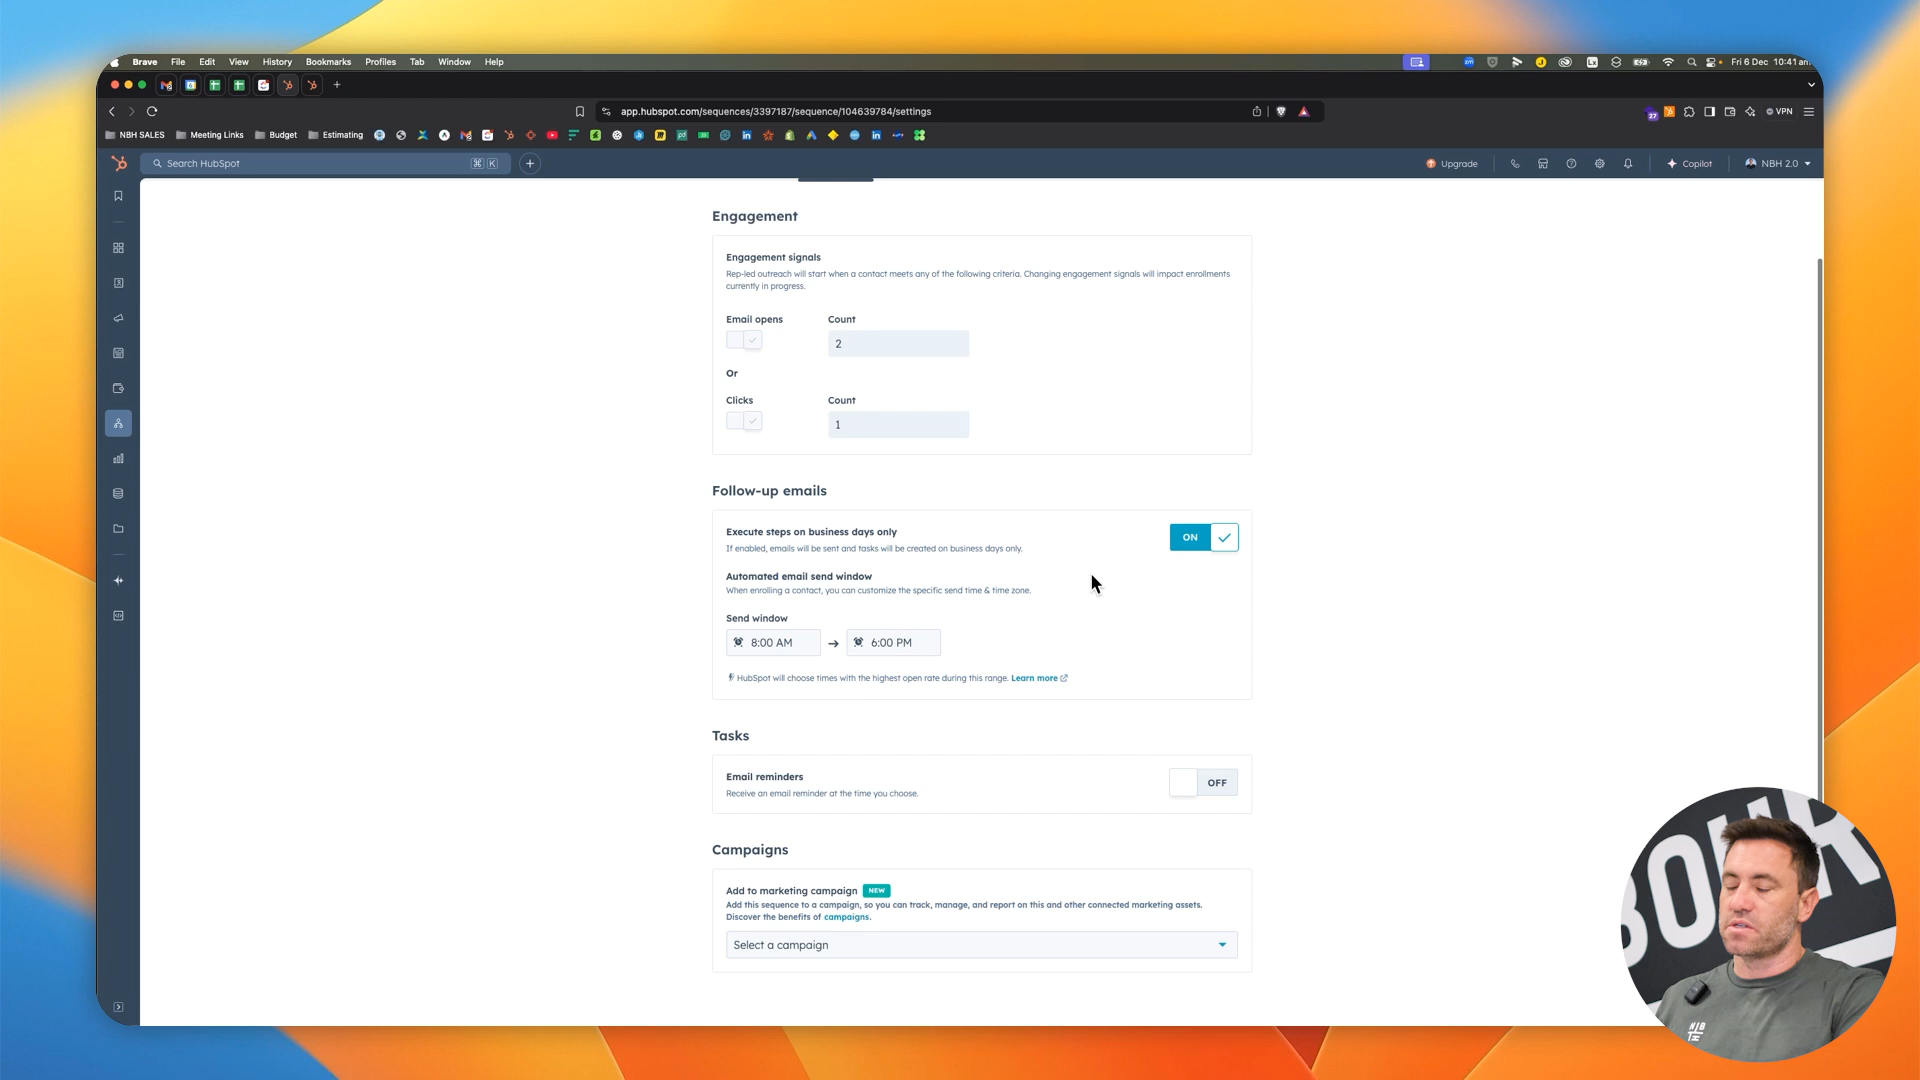 Brave File Edit View History Bookmarks Profiles Tab Window Help
Fri 6 Dec 10:41 am
app.hubspot.com/sequences/3397187/sequence/104639784/settings
27
VPN
NBH SALES Meeting Links Budget Estimating
Search HubSpot
⌘ K
Upgrade
Copilot
NBH 2.0
Engagement
Engagement signals
Rep-led outreach will start when a contact meets any of the following criteria. Changing engagement signals will impact enrollments
currently in progress.
Email opens Count
2
Or
Clicks Count
1
Follow-up emails
Execute steps on business days only
If enabled, emails will be sent and tasks will be created on business days only.
ON
Automated email send window
When enrolling a contact, you can customize the specific send time & time zone.
Send window
8:00 AM → 6:00 PM
HubSpot will choose times with the highest open rate during this range. Learn more
Tasks
Email reminders
Receive an email reminder at the time you choose.
OFF
Campaigns
Add to marketing campaign NEW
Add this sequence to a campaign, so you can track, manage, and report on this and other connected marketing assets.
Discover the benefits of campaigns.
Select a campaign